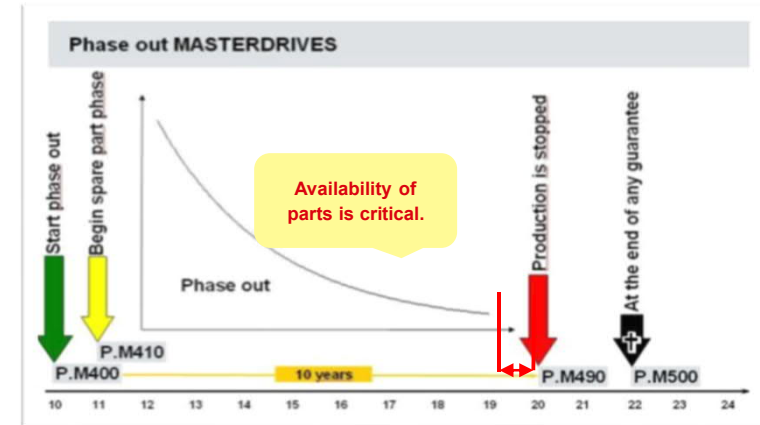 Phase out MASTERDRIVES
Start phase out
Begin spare part phase
Availability of
parts is critical.
Phase out
Production is stopped
At the end of any guarantee
P.M410
P.M400
10 years
P.M490
P.M500
10 11 12 13 14 15 16 17 18 19 20 21 22 23 24